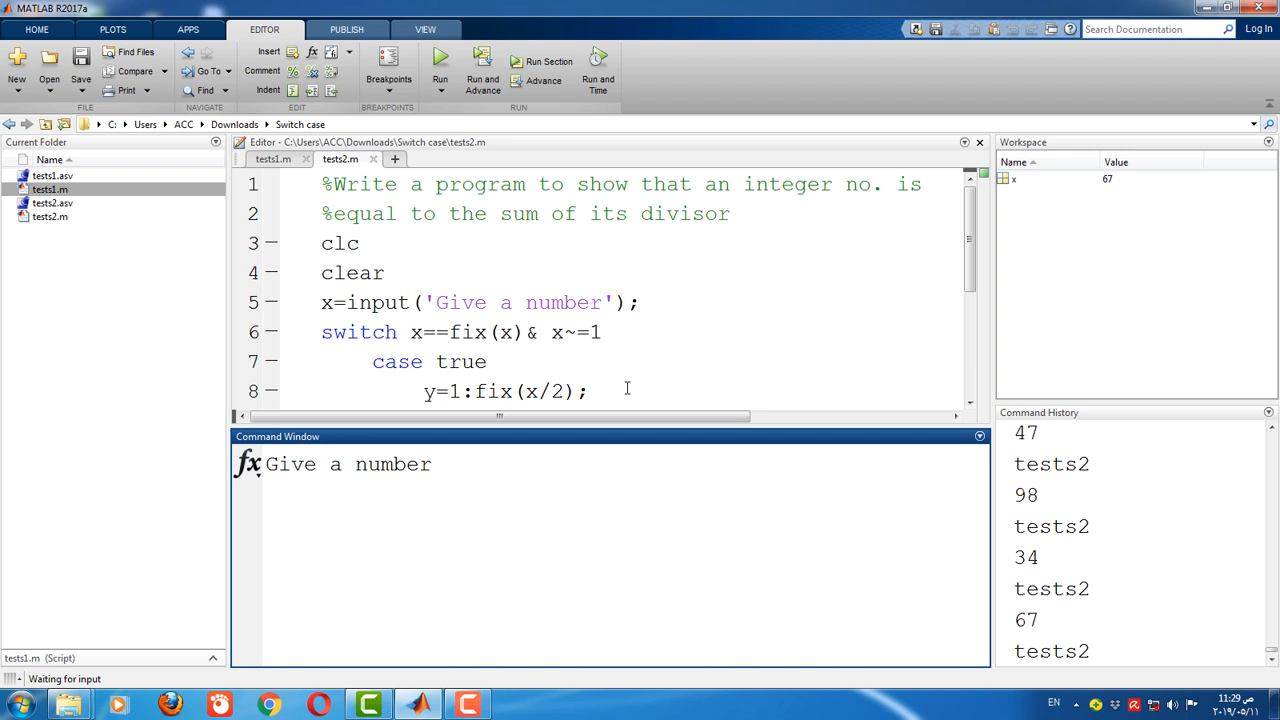 MATLAB R2017a
HOME PLOTS APPS EDITOR PUBLISH VIEW
Search Documentation
Log In
New
Open
Save
Find Files
Compare
Print
FILE
Go To
Find
NAVIGATE
Insert
Comment
Indent
EDIT
Breakpoints
BREAKPOINTS
Run
Run and Advance
Run Section
Advance
Run and Time
RUN
C: Users ACC Downloads Switch case
Current Folder
Name
tests1.asv
tests1.m
tests2.asv
tests2.m
tests1.m (Script)
Editor - C:\Users\ACC\Downloads\Switch case\tests2.m
tests1.m tests2.m
1 %Write a program to show that an integer no. is
2 %equal to the sum of its divisor
3 clc
4 clear
5 x=input('Give a number');
6 switch x==fix(x)& x~=1
7 case true
8 y=1:fix(x/2);
Command Window
fx Give a number
Workspace
Name Value
x 67
Command History
47
tests2
98
tests2
34
tests2
67
tests2
Waiting for input
EN
11:29 ص
٢٠١٩/٠٥/١١